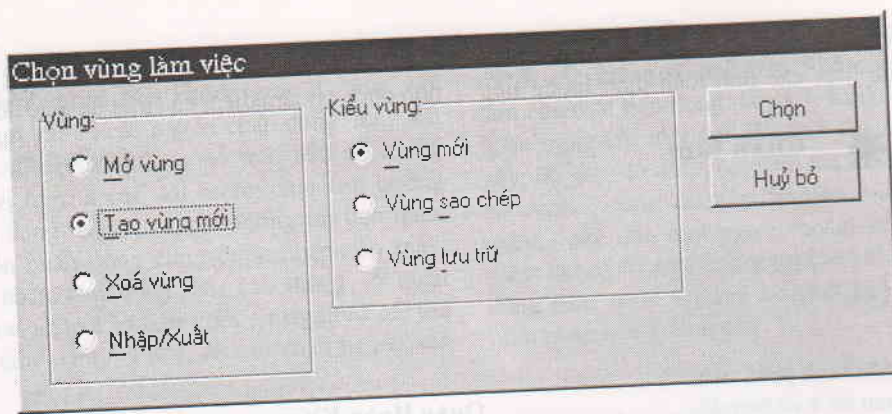 Chọn vùng làm việc
Vùng:
Mở vùng
Tạo vùng mới
Xoá vùng
Nhập/Xuất
Kiểu vùng:
Vùng mới
Vùng sao chép
Vùng lưu trữ
Chọn
Huỷ bỏ